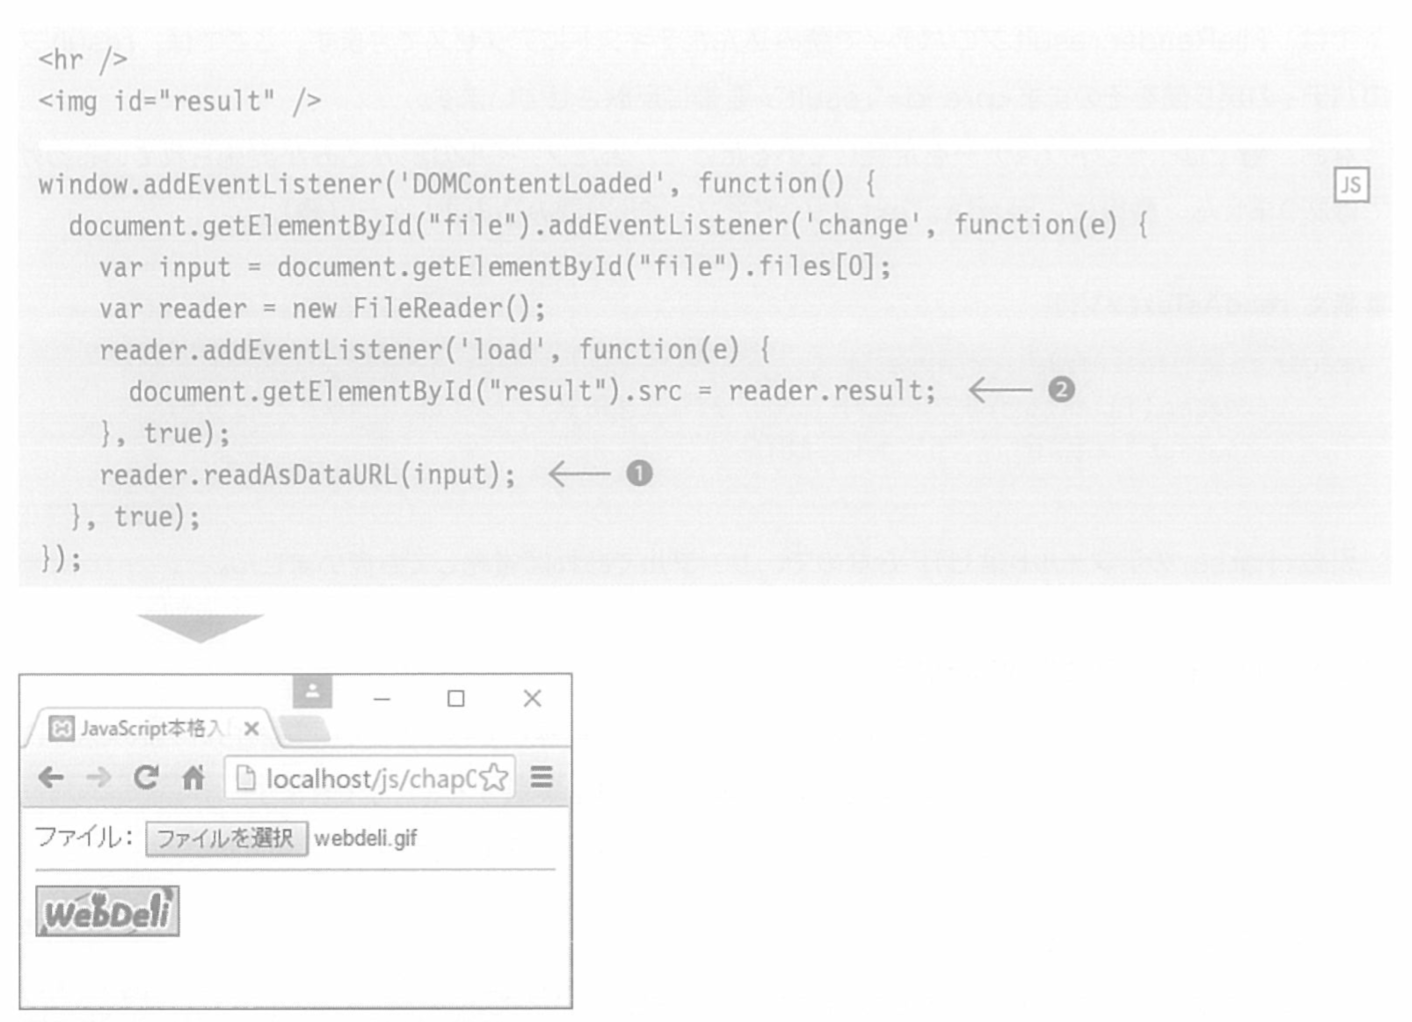 <hr />
<img id="result" />
window.addEventListener('DOMContentLoaded', function() {
JS
document.getElementById("file").addEventListener('change', function(e) {
var input = document.getElementById("file").files[0];
var reader = new FileReader();
reader.addEventListener('load', function(e) {
document.getElementById("result").src = reader.result; ← ❷
}, true);
reader.readAsDataURL(input); ← ❶
}, true);
});
JavaScript本格入
localhost/js/chap0
ファイル: ファイルを選択 webdeli.gif
WebDeli